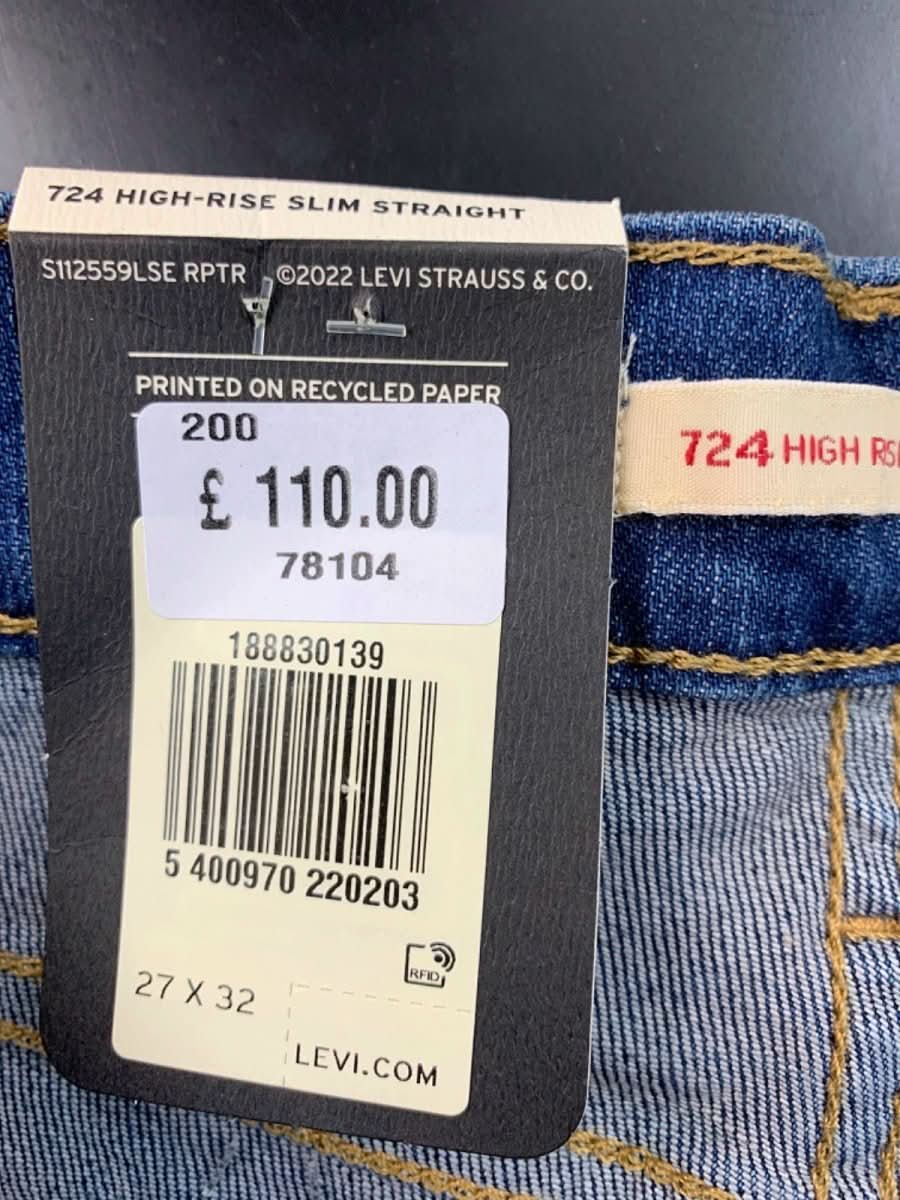 724 HIGH-RISE SLIM STRAIGHT
S112559LSE RPTR ©2022 LEVI STRAUSS & CO.
PRINTED ON RECYCLED PAPER
200
£ 110.00
78104
724 HIGH
188830139
5 400970 220203
RFID
27 X 32
LEVI.COM